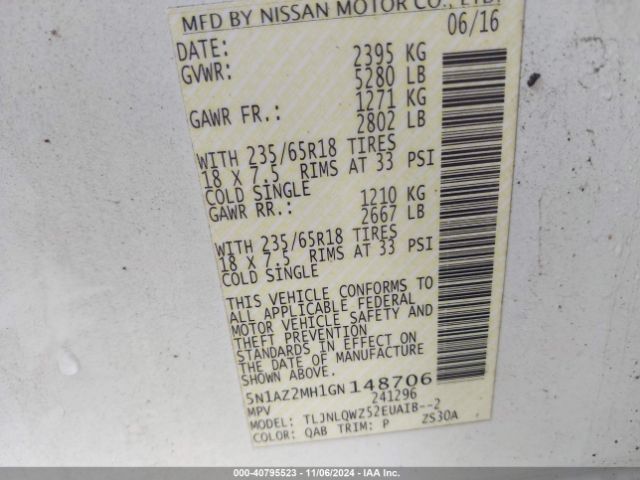 MFD BY NISSAN MOTOR CO., LTD.
DATE: 06/16
GVWR: 2395 KG
5280 LB
GAWR FR.: 1271 KG
2802 LB
WITH 235/65R18 TIRES
18 X 7.5 RIMS AT 33 PSI
COLD SINGLE
GAWR RR.: 1210 KG
2667 LB
WITH 235/65R18 TIRES
18 X 7.5 RIMS AT 33 PSI
COLD SINGLE
THIS VEHICLE CONFORMS TO
ALL APPLICABLE FEDERAL
MOTOR VEHICLE SAFETY AND
THEFT PREVENTION
STANDARDS IN EFFECT ON
THE DATE OF MANUFACTURE
SHOWN ABOVE.
5N1AZ2MH1GN148706
MPV 241296
MODEL: TLJNLQWZ52EUAIB--2
COLOR: QAB TRIM: P ZS30A
000-40795523 - 11/06/2024 - IAA Inc.